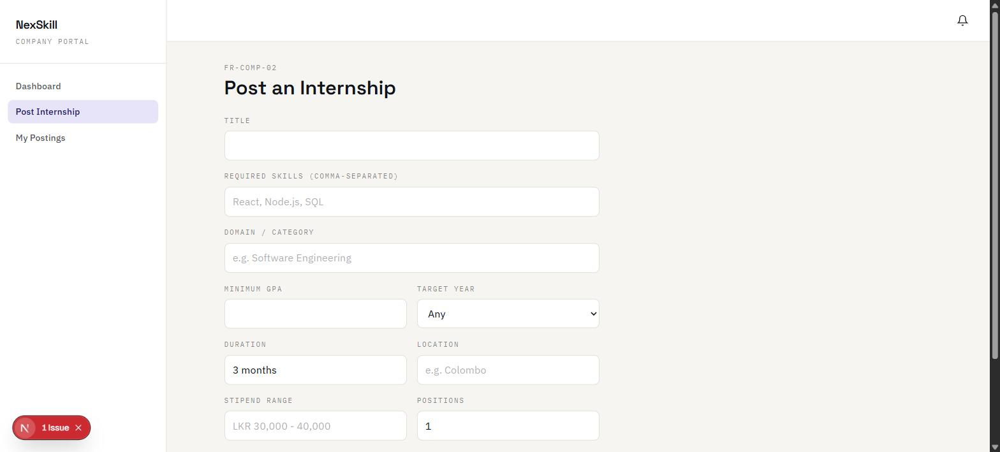 NexSkill
COMPANY PORTAL
Dashboard
Post Internship
My Postings
N 1 Issue
FR-COMP-02
Post an Internship
TITLE
REQUIRED SKILLS (COMMA-SEPARATED)
React, Node.js, SQL
DOMAIN / CATEGORY
e.g. Software Engineering
MINIMUM GPA TARGET YEAR
Any
DURATION LOCATION
3 months e.g. Colombo
STIPEND RANGE POSITIONS
LKR 30,000 - 40,000 1